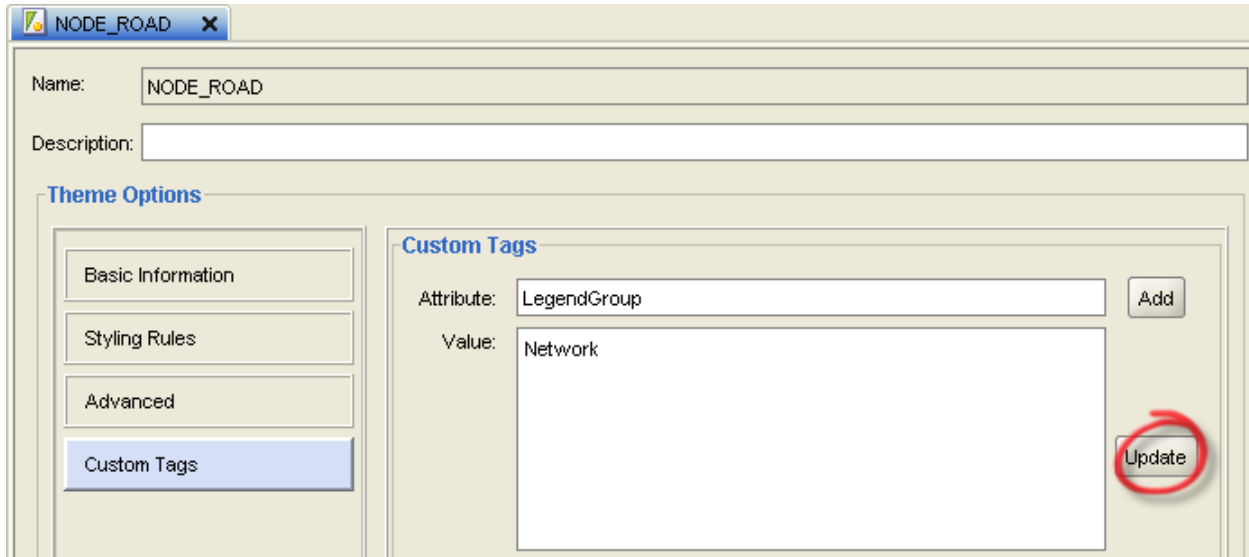 NODE_ROAD
Name: NODE_ROAD
Description:
Theme Options
Basic Information
Styling Rules
Advanced
Custom Tags
Custom Tags
Attribute: LegendGroup Add
Value: Network
Update